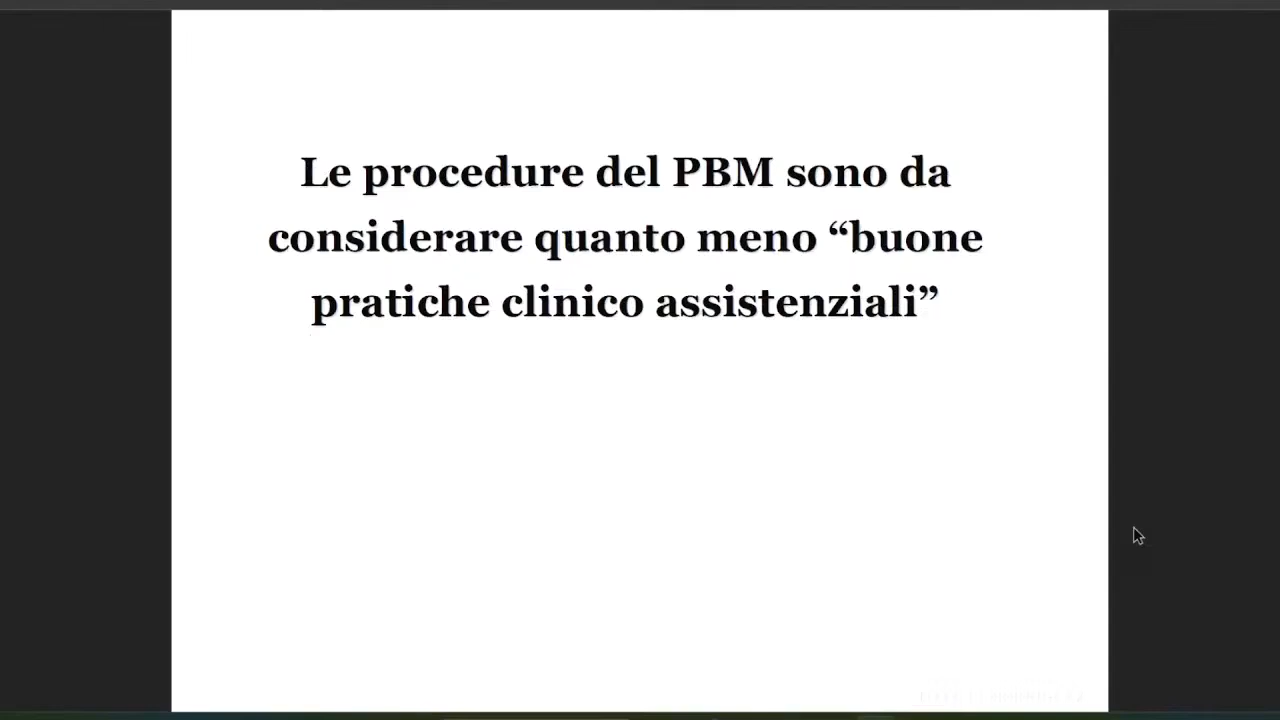 Le procedure del PBM sono da
considerare quanto meno “buone
pratiche clinico assistenziali”